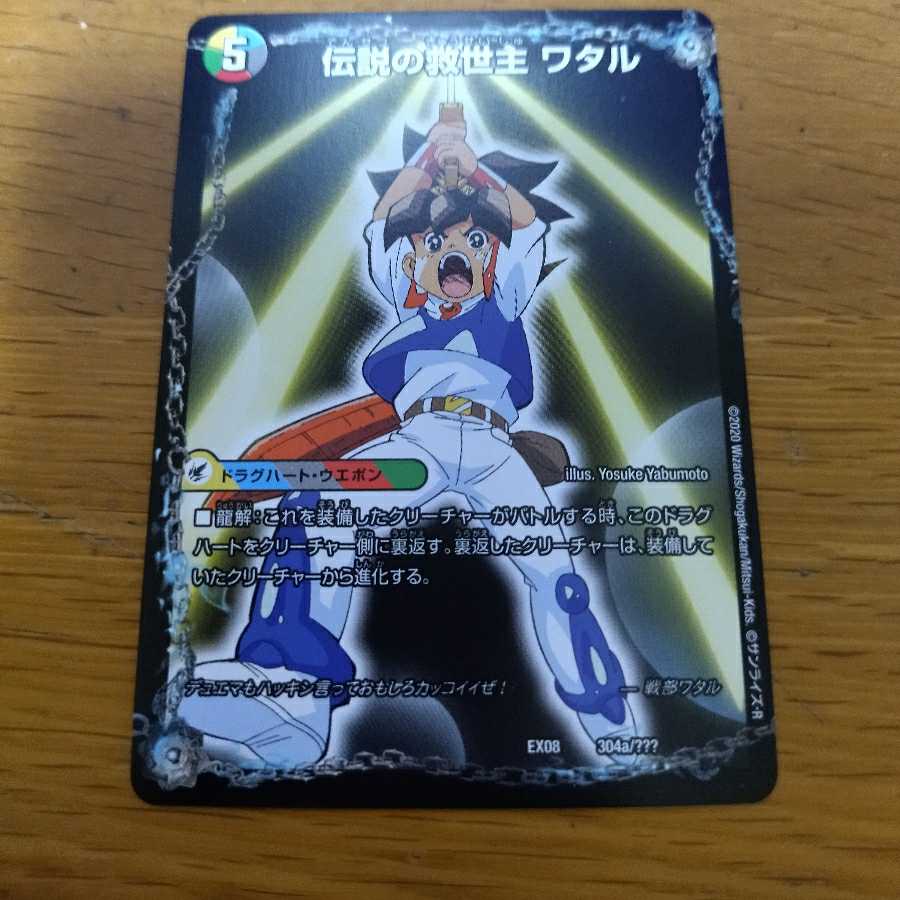 5
伝説の救世主 ワタル
ドラグハート・ウエポン
illus. Yosuke Yabumoto
■龍解：これを装備したクリーチャーがバトルする時、このドラグ
ハートをクリーチャー側に裏返す。裏返したクリーチャーは、装備して
いたクリーチャーから進化する。
デュエマもハッキシ言っておもしろカッコイイぜ！ ― 戦部ワタル
EX08 304a/???
©2020 Wizards/Shogakukan/Mitsui-Kids. ©サンライズ・R